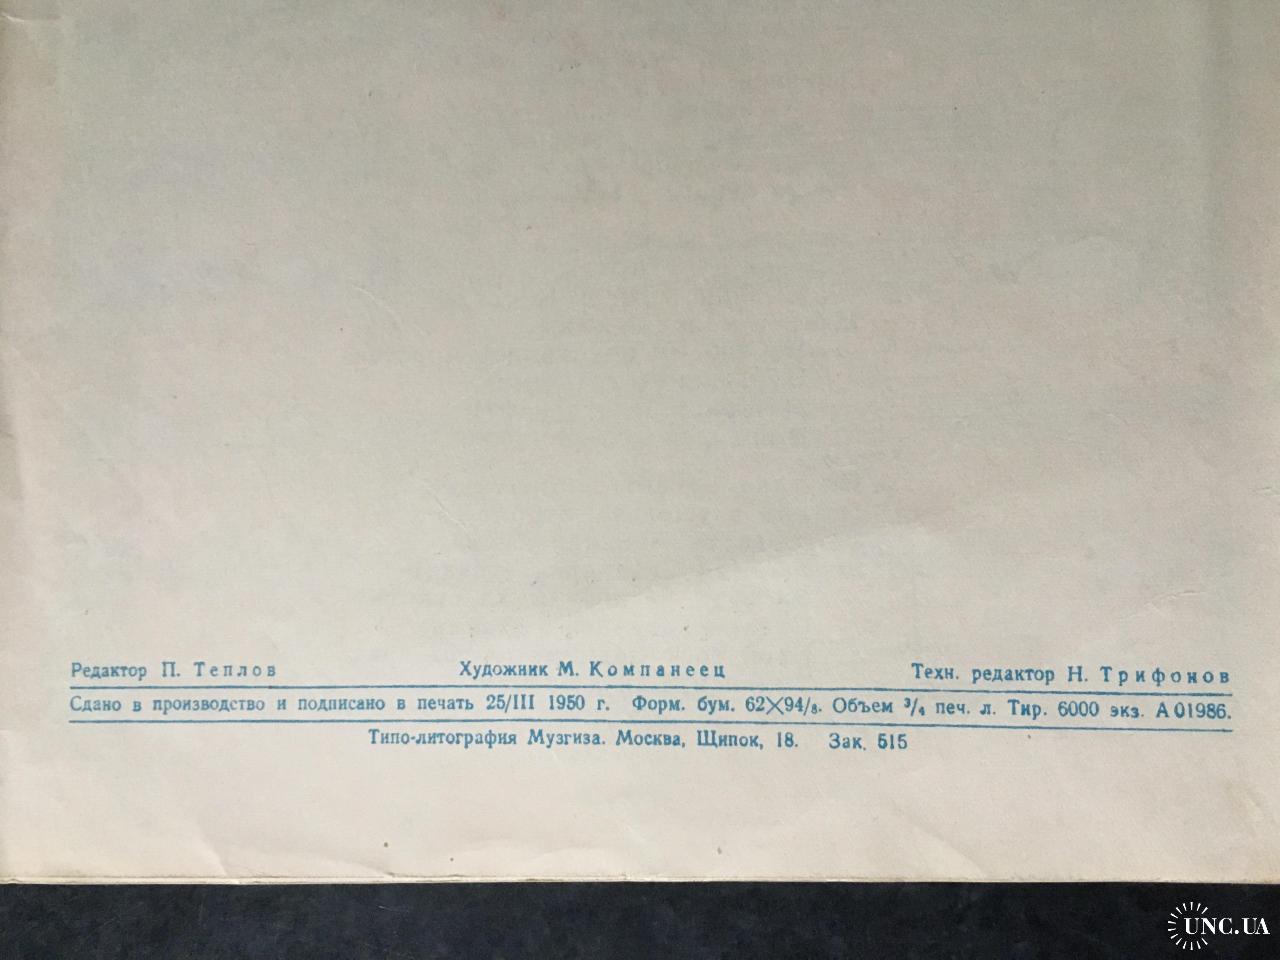 Редактор П. Теплов Художник М. Компанеец Техн. редактор Н. Трифонов
Сдано в производство и подписано в печать 25/III 1950 г. Форм. бум. 62×94/8. Объем 3/4 печ. л. Тир. 6000 экз. А 01986.
Типо-литография Музгиза. Москва, Щипок, 18. Зак. 515
UNC.UA